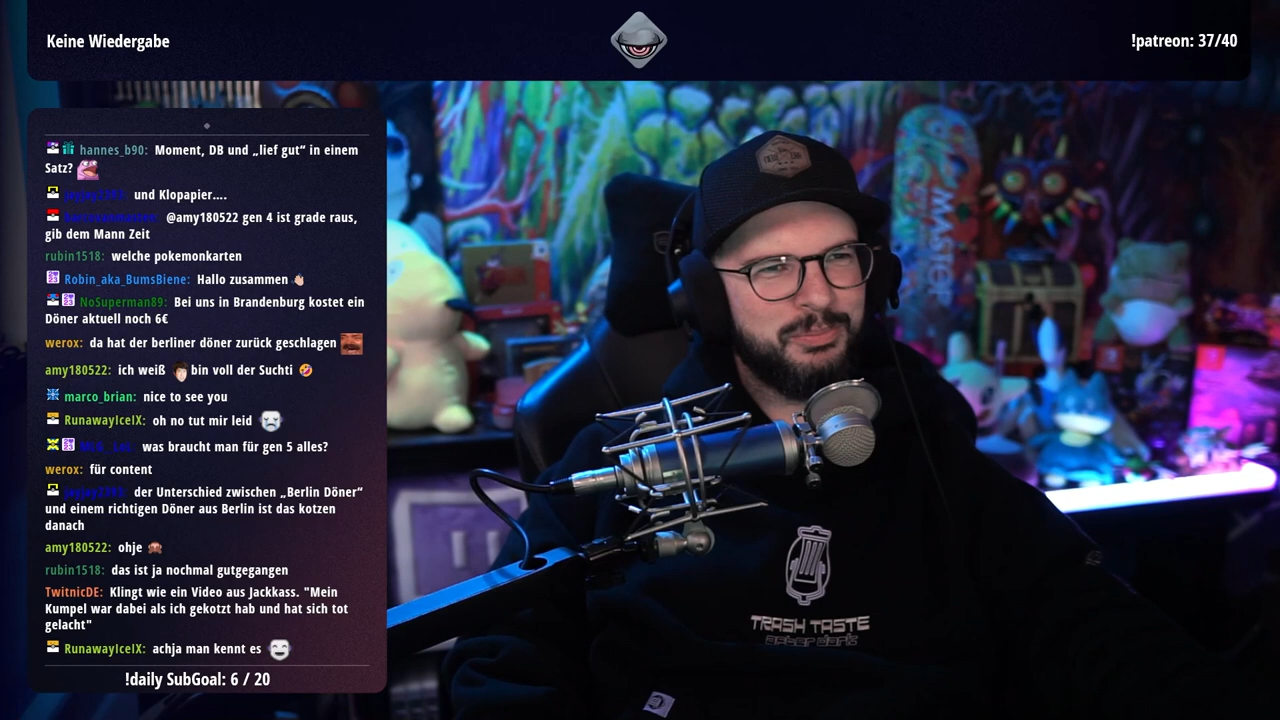 Keine Wiedergabe
!patreon: 37/40
hannes_b90: Moment, DB und „lief gut“ in einem
Satz?
und Klopapier....
@amy180522 gen 4 ist grade raus,
gib dem Mann Zeit
rubin1518: welche pokemonkarten
Robin_aka_BumsBiene: Hallo zusammen
NoSuperman89: Bei uns in Brandenburg kostet ein
Döner aktuell noch 6€
werox: da hat der berliner döner zurück geschlagen
amy180522: ich weiß bin voll der Suchti
marco_brian: nice to see you
RunawayIceIX: oh no tut mir leid
was braucht man für gen 5 alles?
werox: für content
der Unterschied zwischen „Berlin Döner“
und einem richtigen Döner aus Berlin ist das kotzen
danach
amy180522: ohje
rubin1518: das ist ja nochmal gutgegangen
TwitnicDE: Klingt wie ein Video aus Jackkass. "Mein
Kumpel war dabei als ich gekotzt hab und hat sich tot
gelacht"
RunawayIceIX: achja man kennt es
!daily SubGoal: 6 / 20
MASTER
TRASH TASTE
after dark